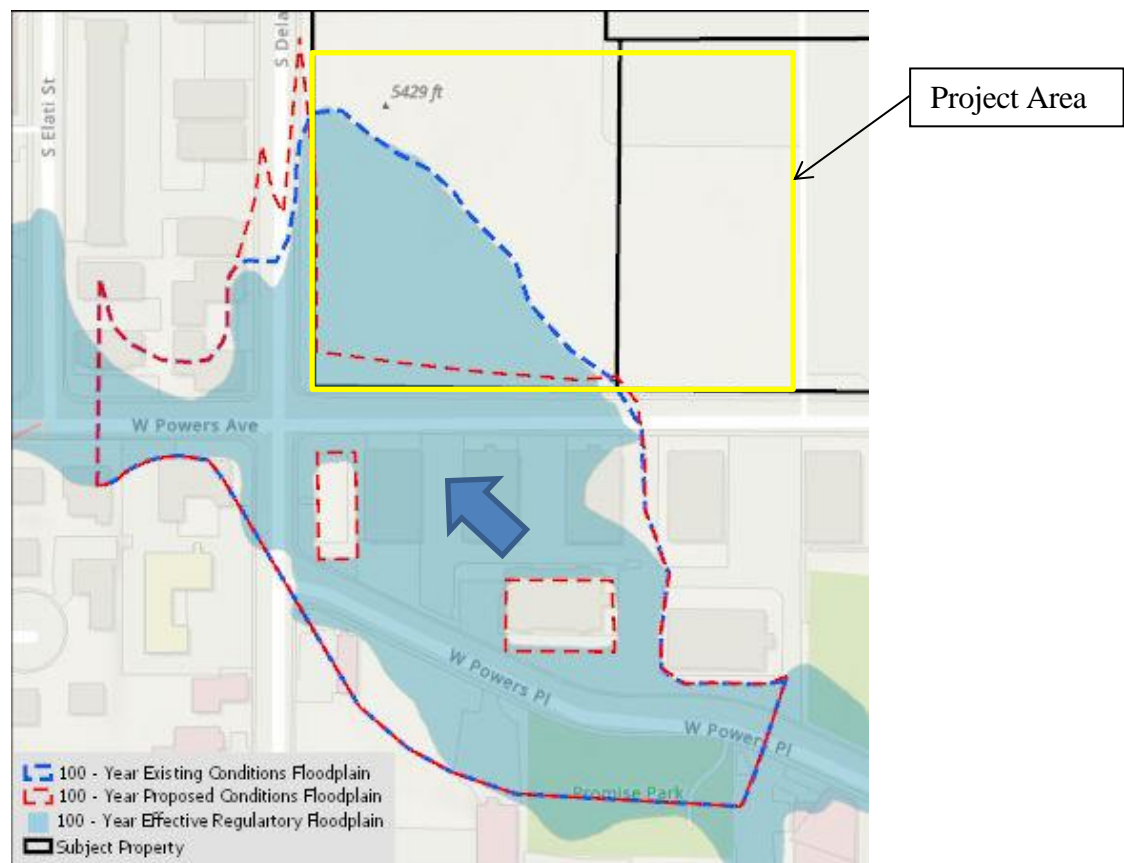 S Elati St
S Dela
5429 ft
Project Area
W Powers Ave
W Powers Pl
W Powers Pl
Promise Park
100 - Year Existing Conditions Floodplain
100 - Year Proposed Conditions Floodplain
100 - Year Effective Regulartory Floodplain
Subject Property